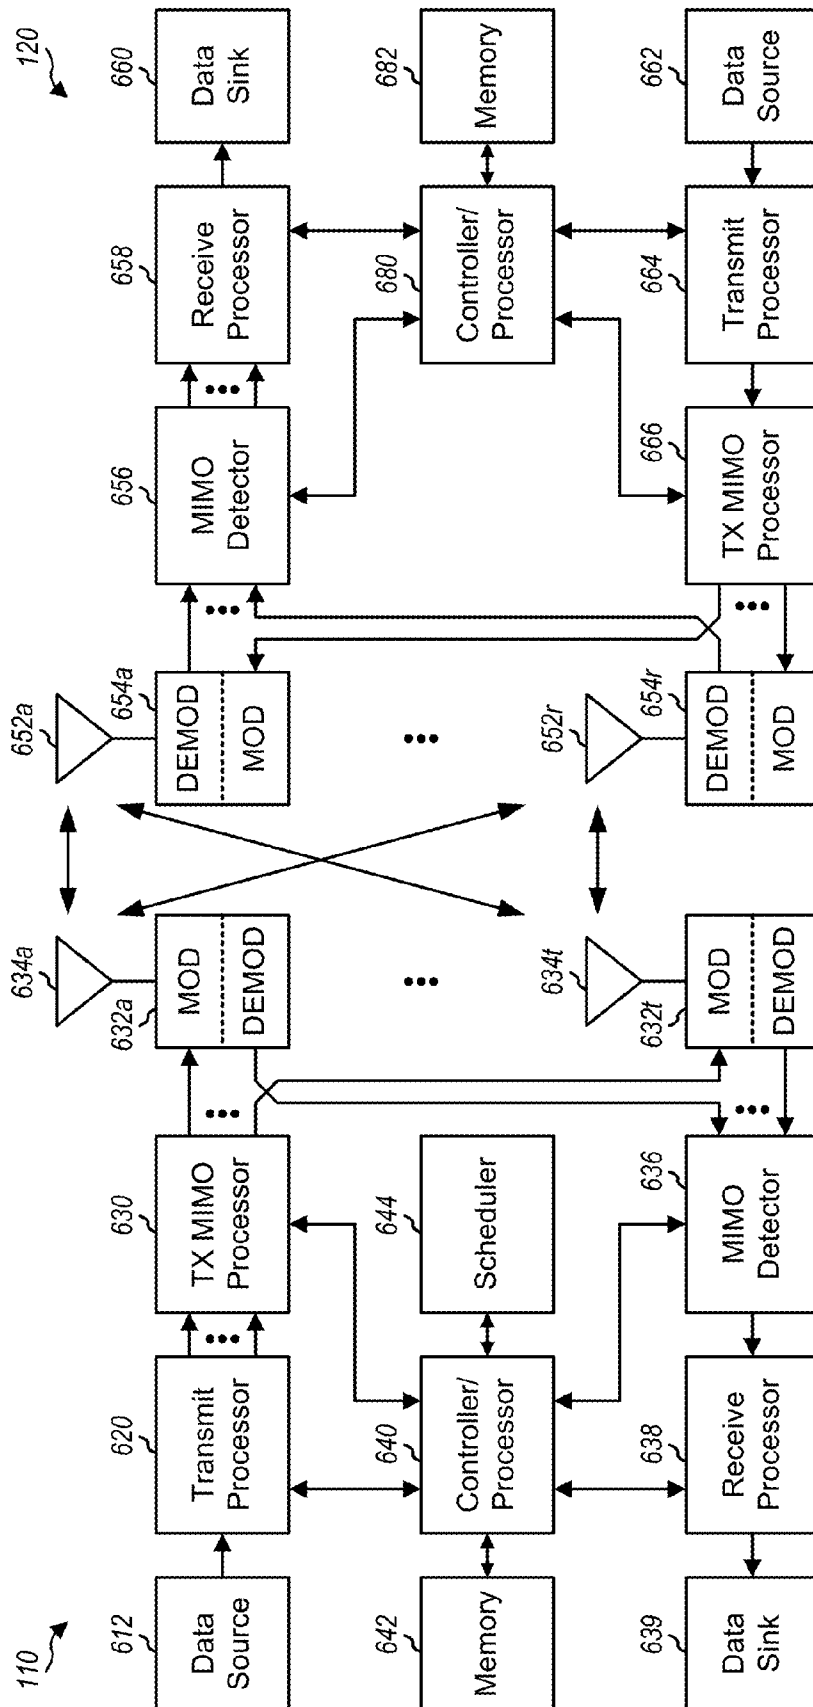 110
120
634a
652a
612
Data
Source
620
Transmit
Processor
630
TX MIMO
Processor
632a
MOD
DEMOD
654a
DEMOD
MOD
656
MIMO
Detector
658
Receive
Processor
660
Data
Sink
642
Memory
640
Controller/
Processor
644
Scheduler
680
Controller/
Processor
682
Memory
634t
652r
639
Data
Sink
638
Receive
Processor
636
MIMO
Detector
632t
MOD
DEMOD
654r
DEMOD
MOD
666
TX MIMO
Processor
664
Transmit
Processor
662
Data
Source